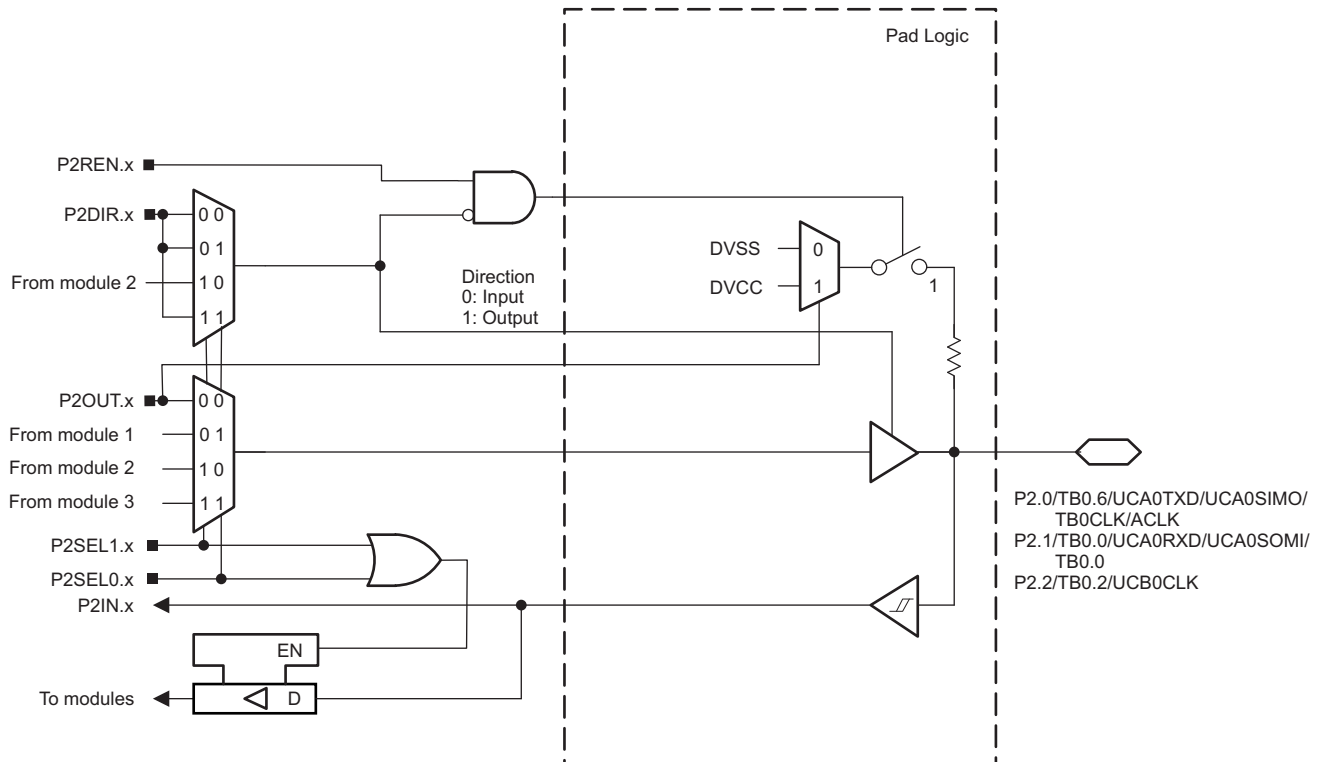 Pad Logic
P2REN.x
P2DIR.x
0 0
0 1
From module 2
1 0
1 1
Direction
0: Input
1: Output
DVSS
0
DVCC
1
1
P2OUT.x
0 0
From module 1
0 1
From module 2
1 0
From module 3
1 1
P2SEL1.x
P2SEL0.x
P2IN.x
EN
To modules
D
P2.0/TB0.6/UCA0TXD/UCA0SIMO/
TB0CLK/ACLK
P2.1/TB0.0/UCA0RXD/UCA0SOMI/
TB0.0
P2.2/TB0.2/UCB0CLK